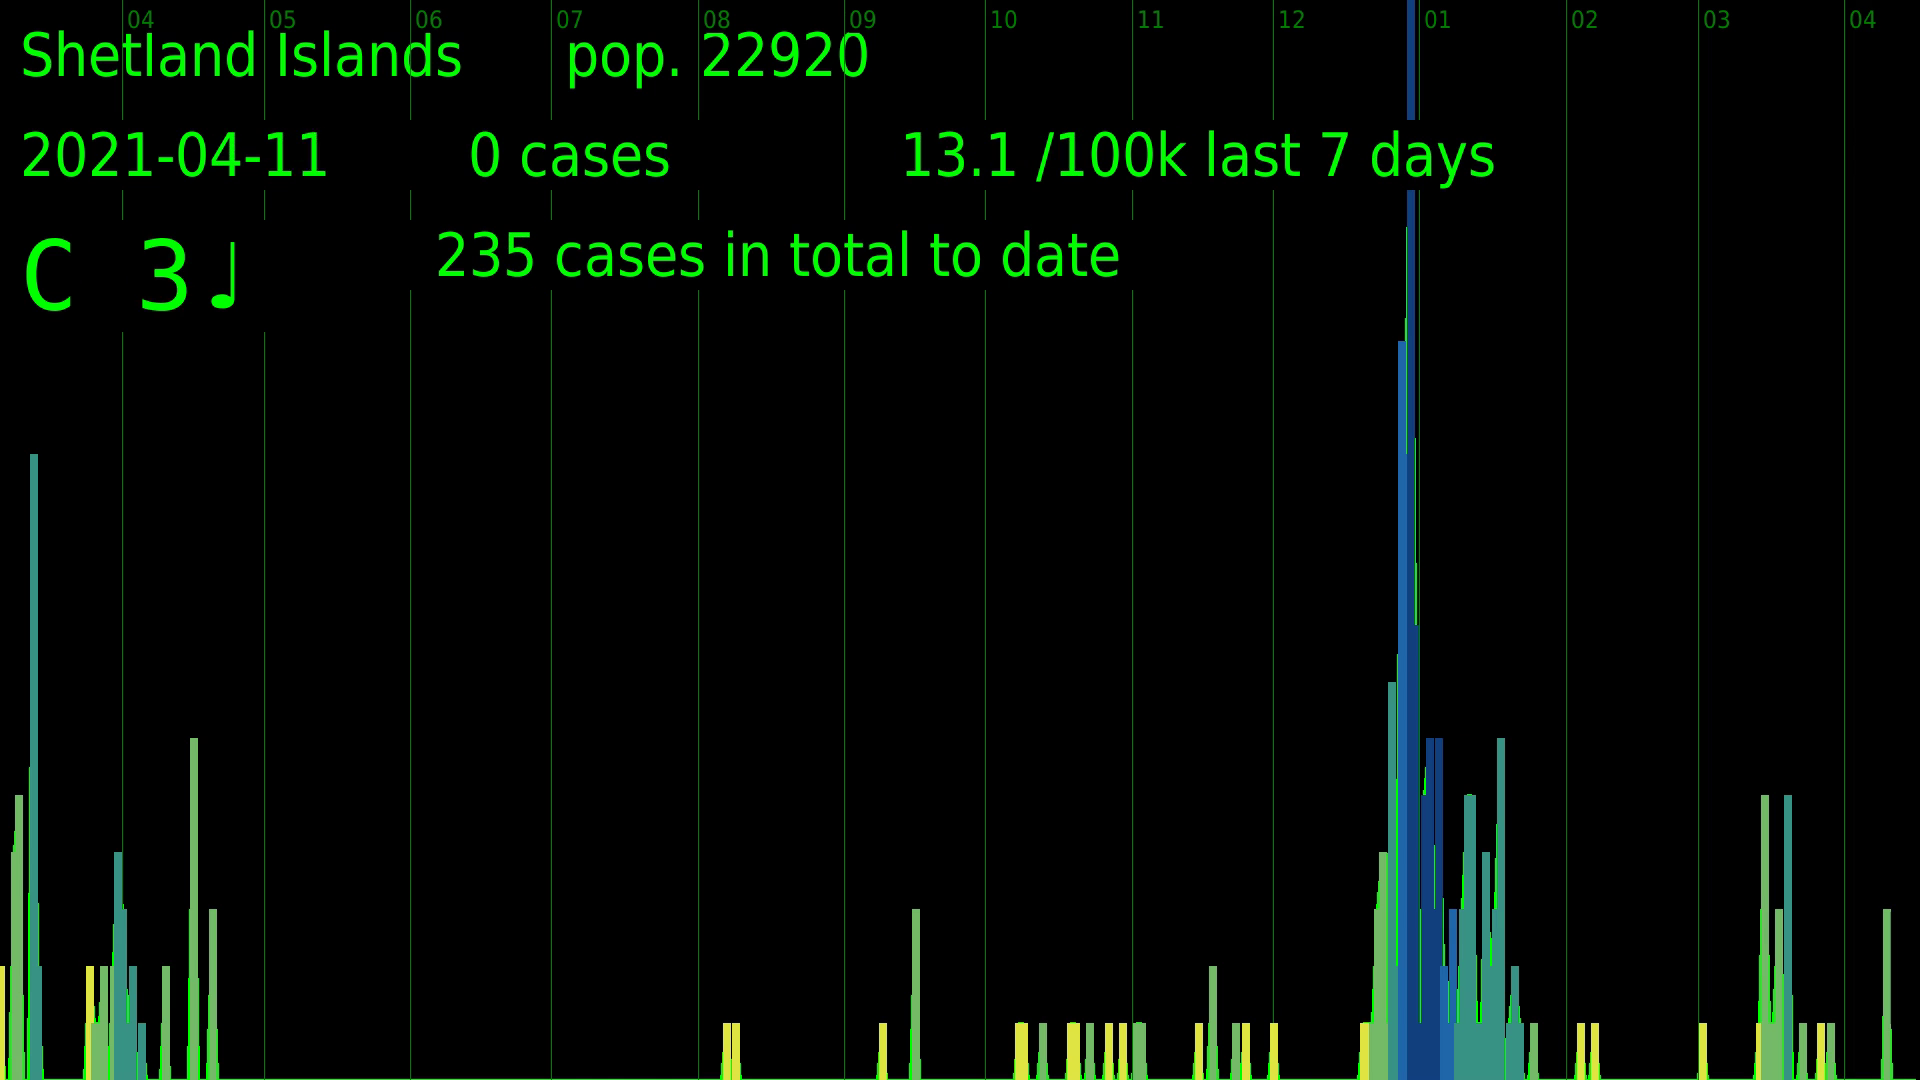 04 05 06 07 08 09 10 11 12 01 02 03 04
Shetland Islands pop. 22920
2021-04-11 0 cases 13.1 /100k last 7 days
C 3♩ 235 cases in total to date